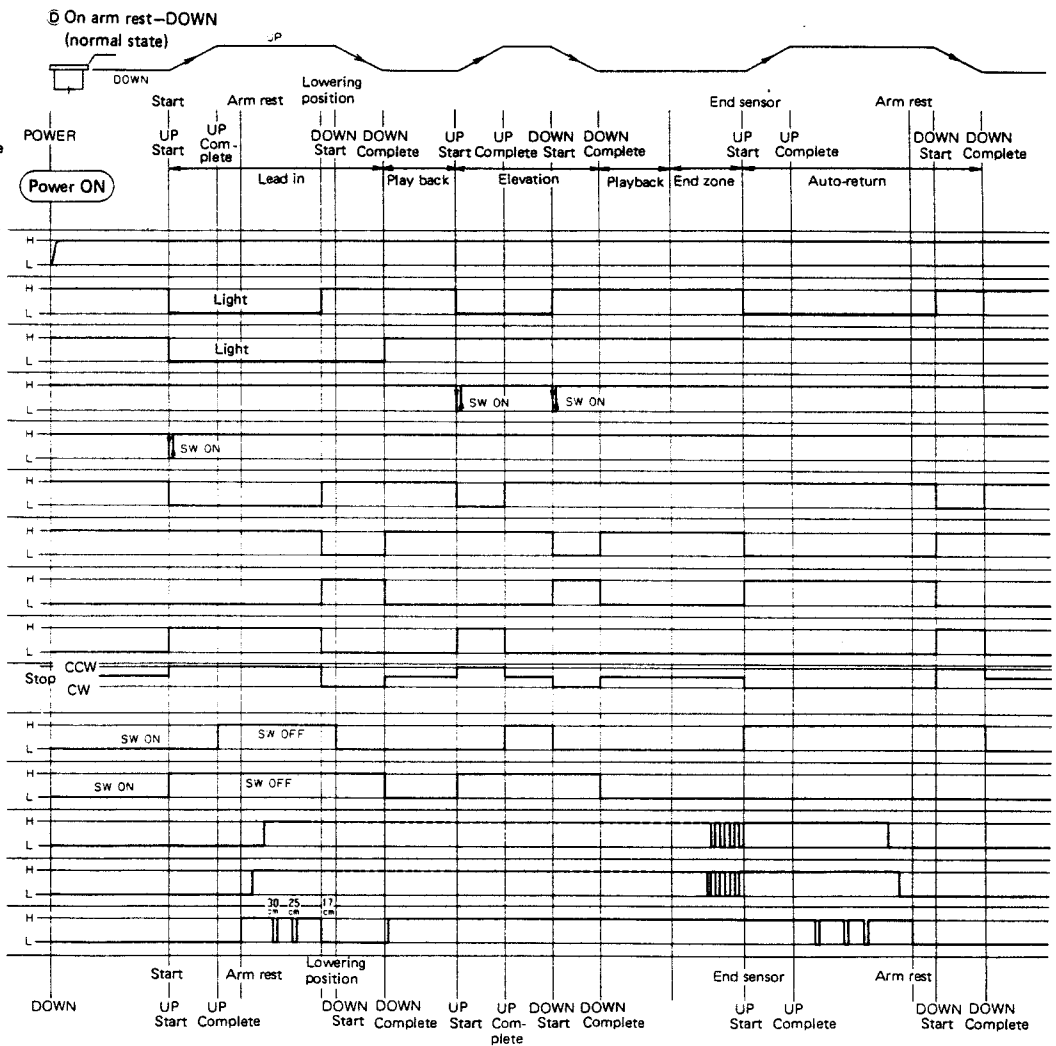 Ⓓ On arm rest—DOWN
(normal state)
UP
DOWN
Start Arm rest Lowering
position End sensor Arm rest
POWER UP
Start UP
Com-
plete DOWN
Start DOWN
Complete UP
Start UP
Complete DOWN
Start DOWN
Complete UP
Start UP
Complete DOWN
Start DOWN
Complete
Lead in Play back Elevation Playback End zone Auto-return
Power ON
H
L
H
Light
L
H
Light
L
H
SW ON SW ON
L
H
SW ON
L
H
L
H
L
H
L
H
L
CCW
Stop
CW
H
SW ON SW OFF
L
H
SW ON SW OFF
L
H
L
H
L
30 cm 25 cm 17 cm
H
L
Start Arm rest Lowering
position End sensor Arm rest
DOWN UP
Start UP
Complete DOWN
Start DOWN
Complete UP
Start UP
Com-
plete DOWN
Start DOWN
Complete UP
Start UP
Complete DOWN
Start DOWN
Complete